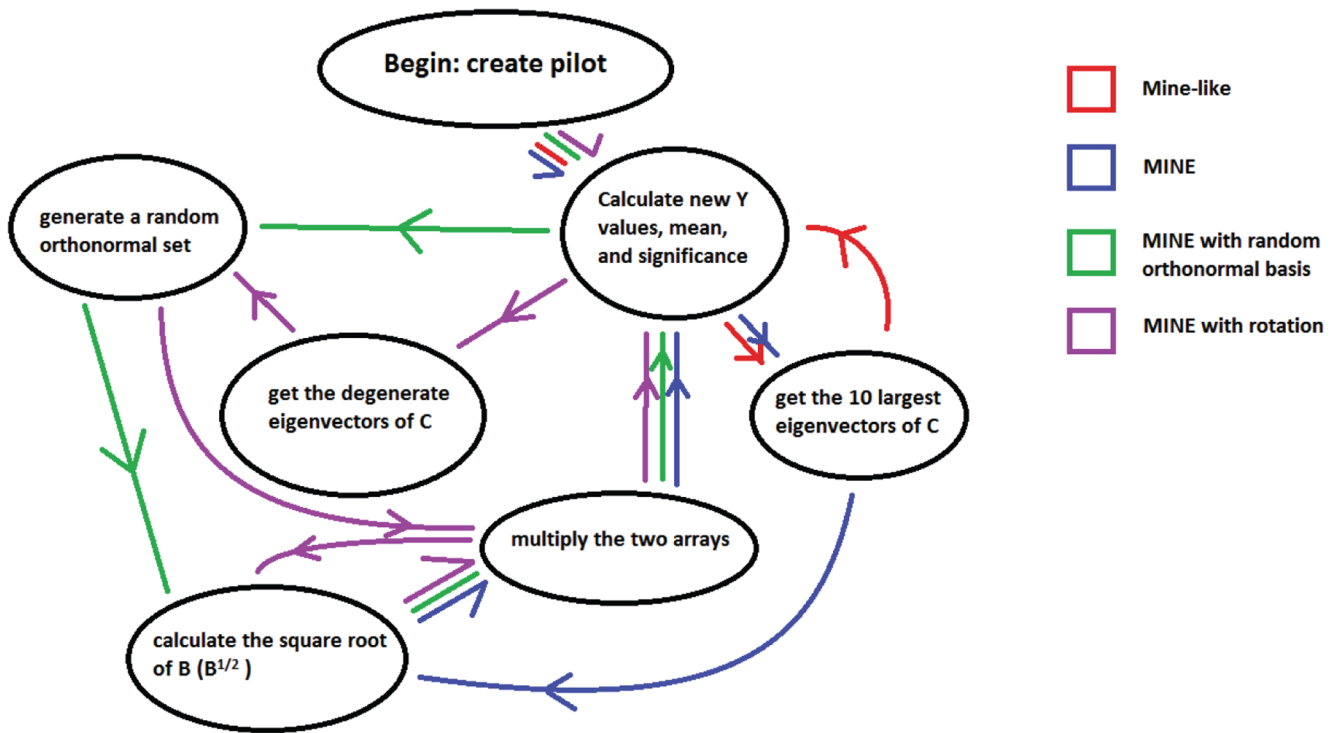 Begin: create pilot
Mine-like
MINE
MINE with random
orthonormal basis
MINE with rotation
Calculate new Y
values, mean,
and significance
generate a random
orthonormal set
get the degenerate
eigenvectors of C
get the 10 largest
eigenvectors of C
multiply the two arrays
calculate the square root
of B (B^1/2 )